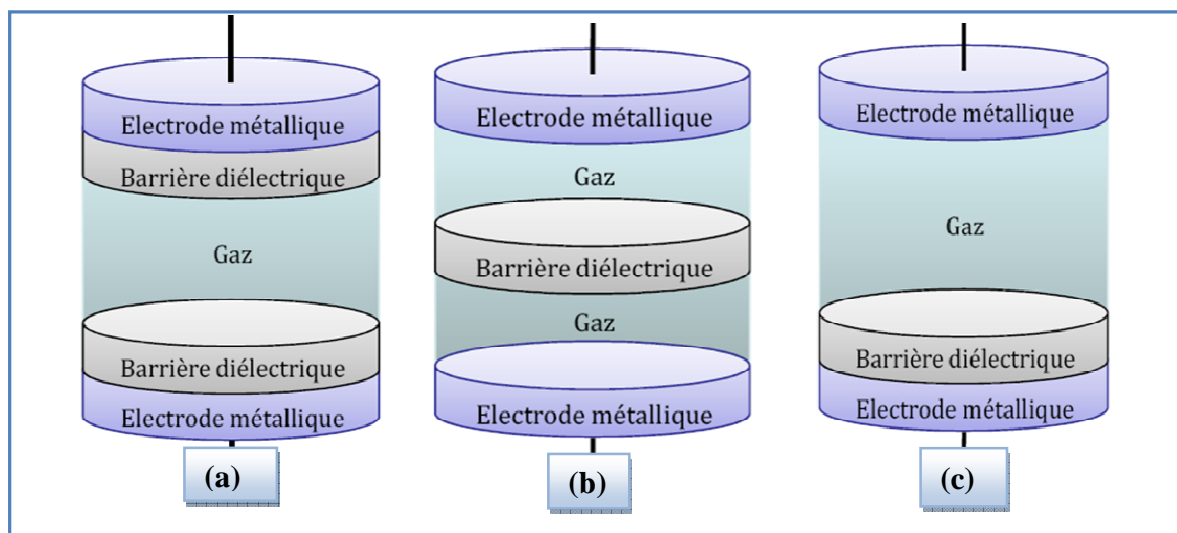 Electrode métallique
Barrière diélectrique
Gaz
Barrière diélectrique
Electrode métallique
(a)
Electrode métallique
Gaz
Barrière diélectrique
Gaz
Electrode métallique
(b)
Electrode métallique
Gaz
Barrière diélectrique
Electrode métallique
(c)